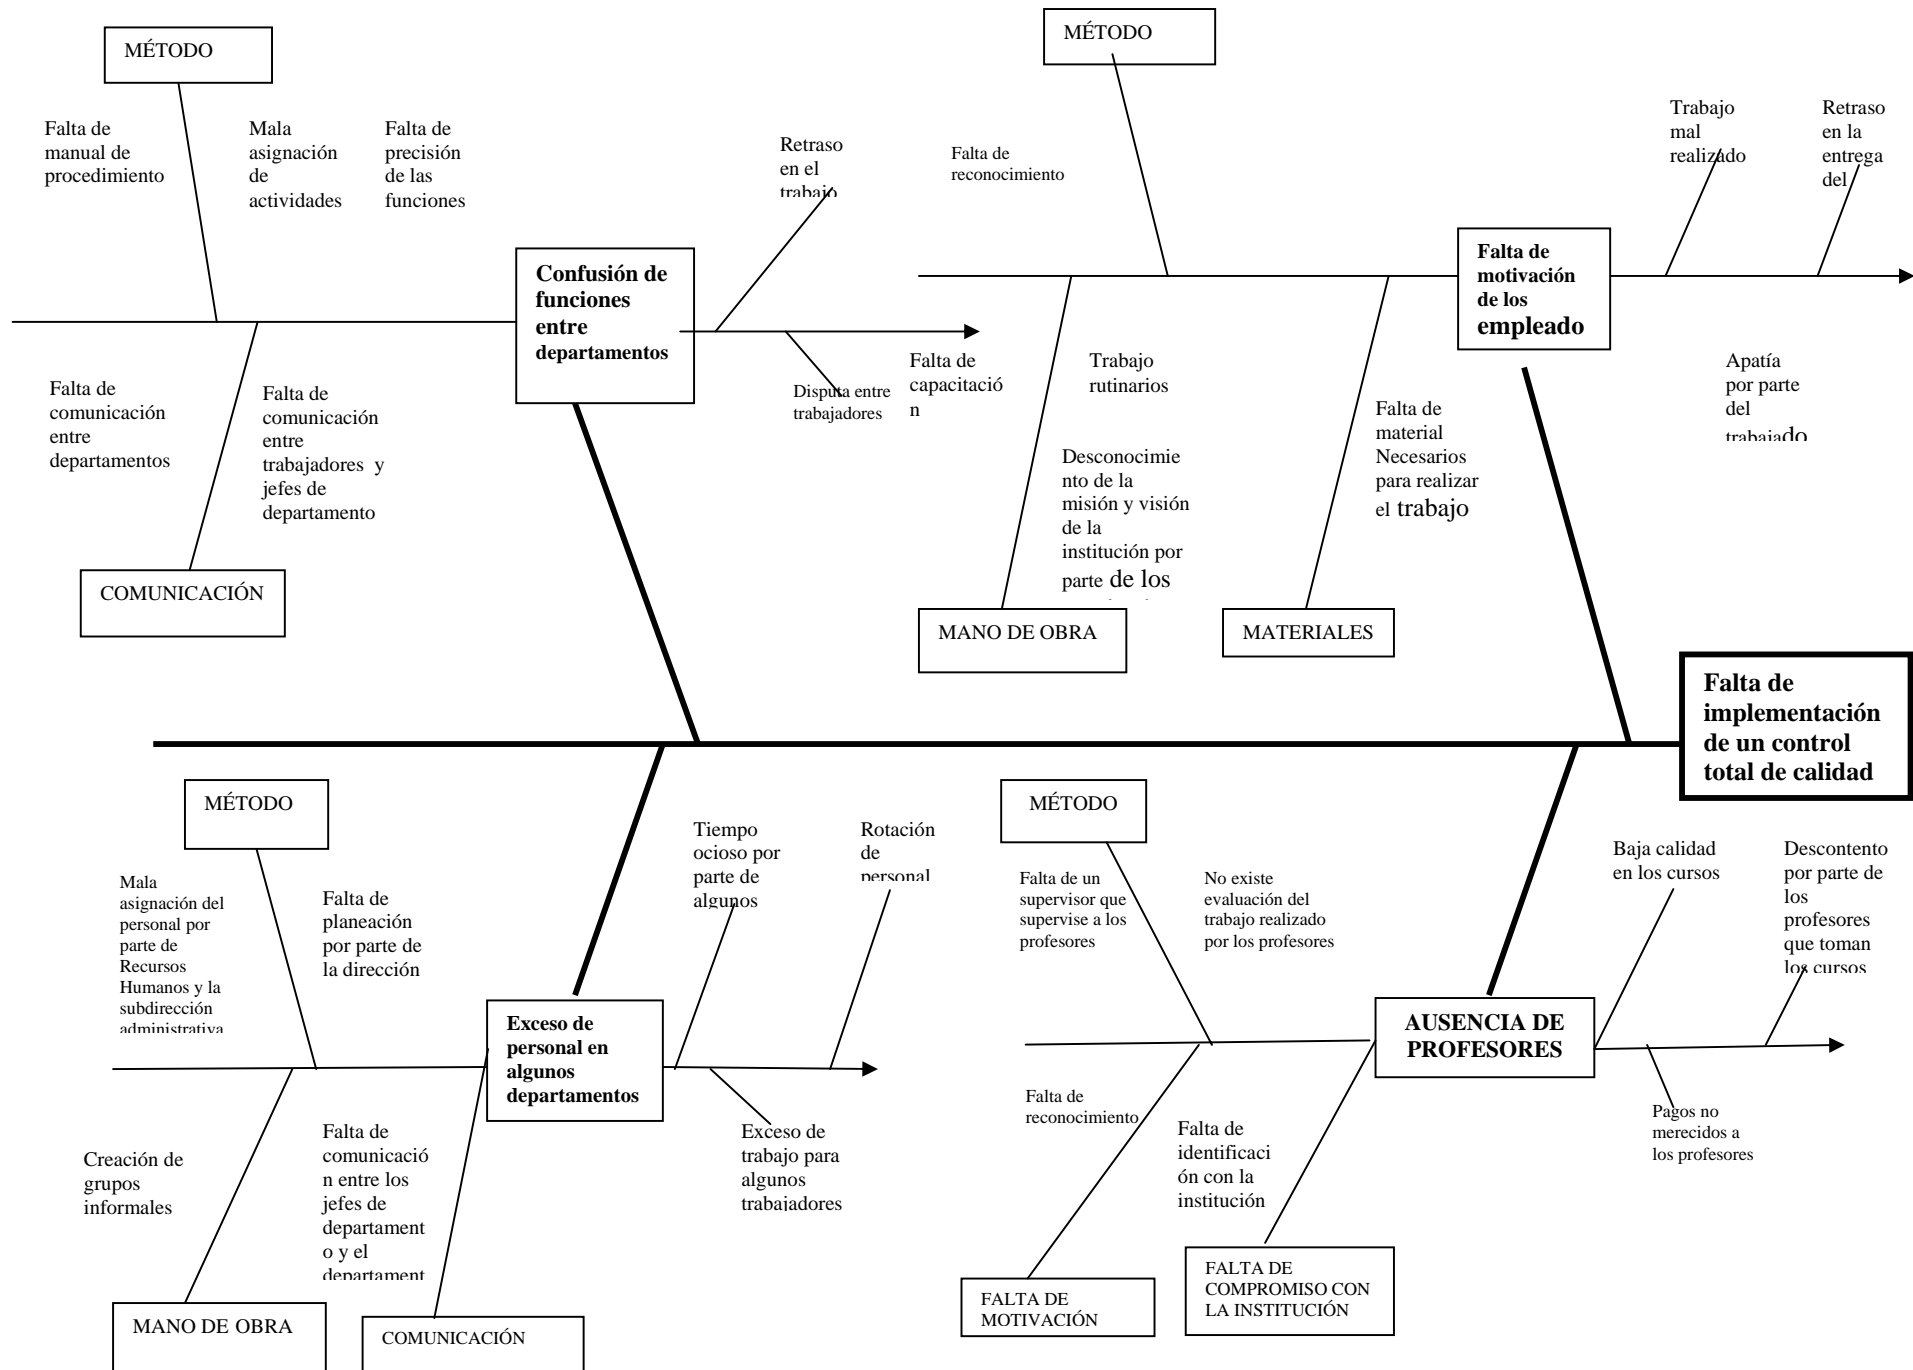 MÉTODO
Falta de
manual de
procedimiento
Mala
asignación
de
actividades
Falta de
precisión
de las
funciones
Retraso
en el
trabajo
Confusión de
funciones
entre
departamentos
Falta de
comunicación
entre
departamentos
Falta de
comunicación
entre
trabajadores y
jefes de
departamento
Disputa entre
trabajadores
COMUNICACIÓN
MÉTODO
Falta de
reconocimiento
Trabajo
mal
realizado
Retraso
en la
entrega
del
Falta de
motivación
de los
empleado
Falta de
capacitació
n
Trabajo
rutinarios
Desconocimie
nto de la
misión y visión
de la
institución por
parte de los
Falta de
material
Necesarios
para realizar
el trabajo
Apatía
por parte
del
trabajado
MANO DE OBRA
MATERIALES
Falta de
implementación
de un control
total de calidad
MÉTODO
Mala
asignación del
personal por
parte de
Recursos
Humanos y la
subdirección
administrativa
Falta de
planeación
por parte de
la dirección
Tiempo
ocioso por
parte de
algunos
Rotación
de
personal
Exceso de
personal en
algunos
departamentos
Creación de
grupos
informales
Falta de
comunicació
n entre los
jefes de
departament
o y el
departament
Exceso de
trabajo para
algunos
trabajadores
MANO DE OBRA
COMUNICACIÓN
MÉTODO
Falta de un
supervisor que
supervise a los
profesores
No existe
evaluación del
trabajo realizado
por los profesores
Baja calidad
en los cursos
Descontento
por parte de
los
profesores
que toman
los cursos
AUSENCIA DE
PROFESORES
Falta de
reconocimiento
Falta de
identificaci
ón con la
institución
Pagos no
merecidos a
los profesores
FALTA DE
MOTIVACIÓN
FALTA DE
COMPROMISO CON
LA INSTITUCIÓN